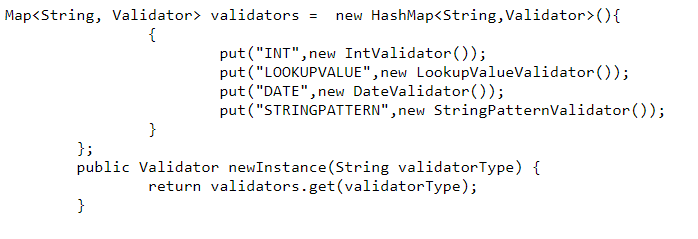 Map<String, Validator> validators =  new HashMap<String,Validator>(){
{
put("INT",new IntValidator());
put("LOOKUPVALUE",new LookupValueValidator());
put("DATE",new DateValidator());
put("STRINGPATTERN",new StringPatternValidator());
}
};
public Validator newInstance(String validatorType) {
return validators.get(validatorType);
}